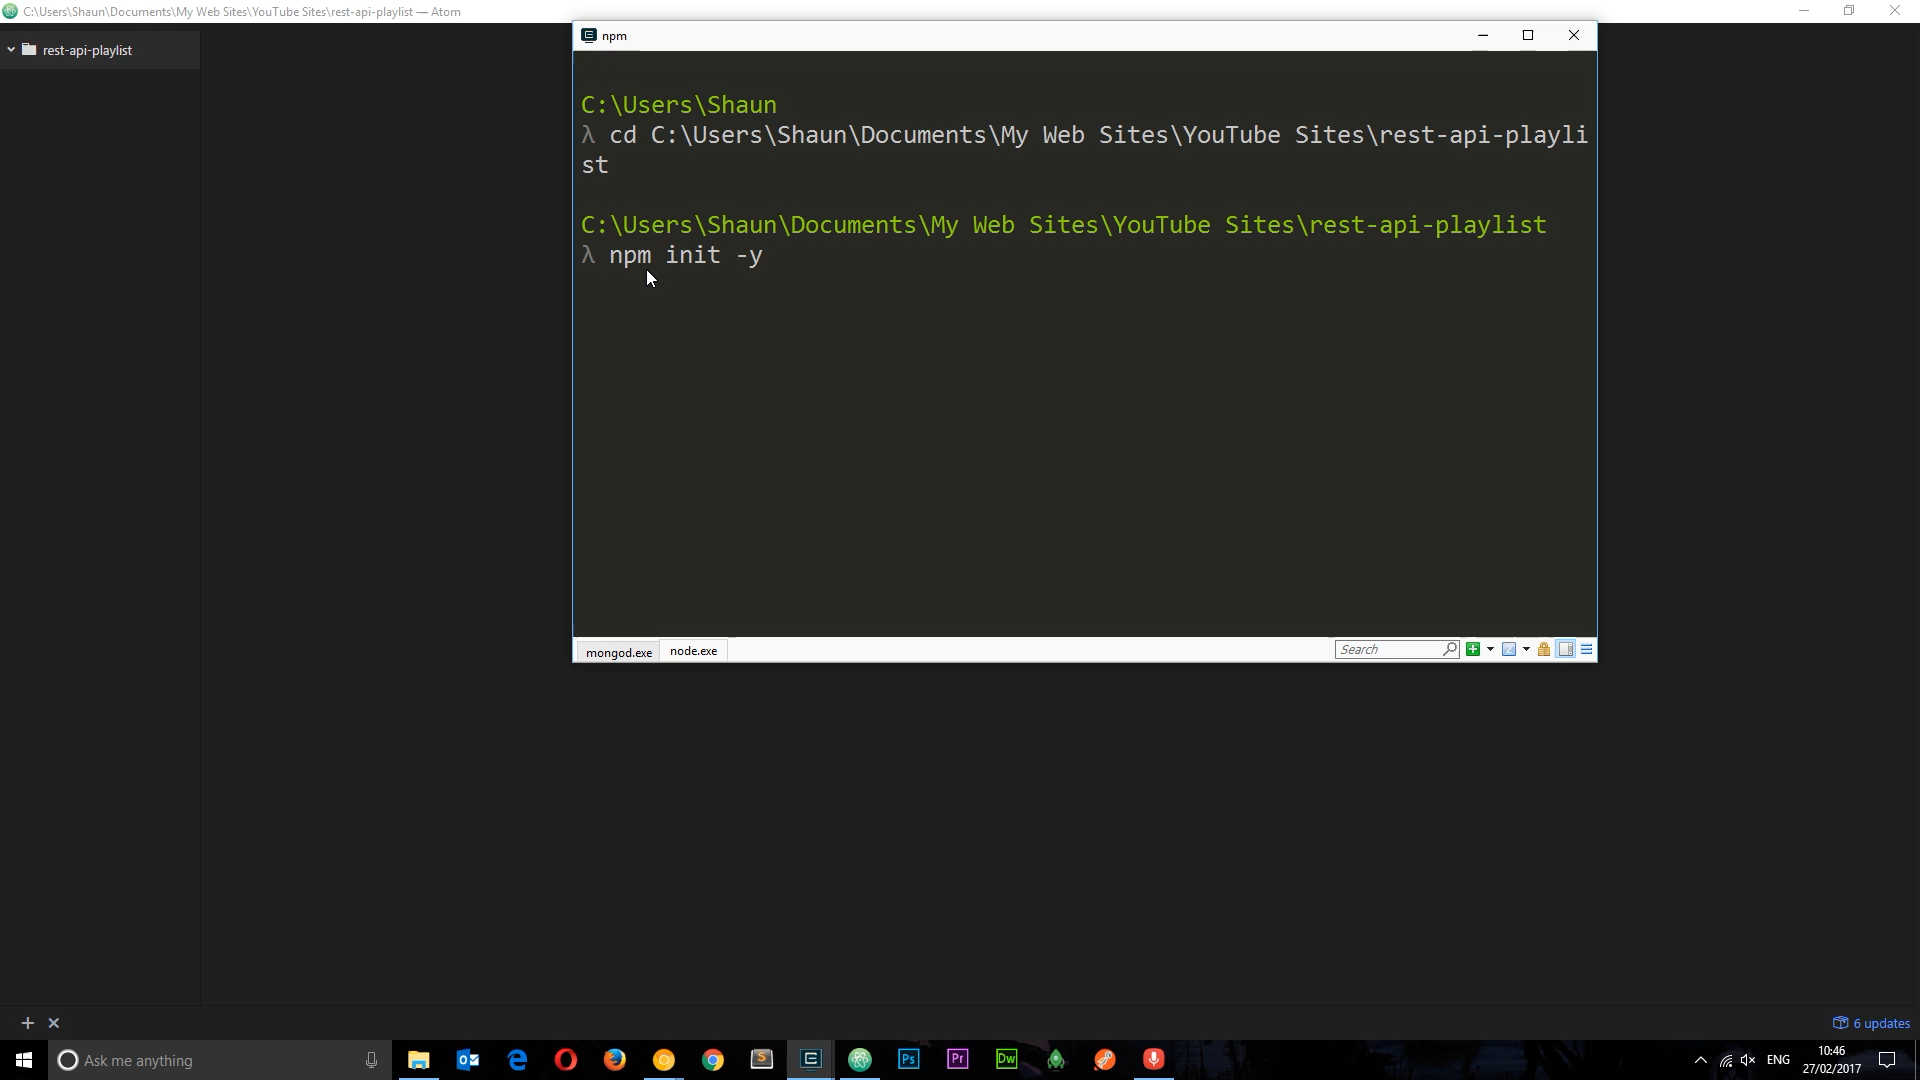 C:\Users\Shaun\Documents\My Web Sites\YouTube Sites\rest-api-playlist — Atom
rest-api-playlist
npm
C:\Users\Shaun
λ cd C:\Users\Shaun\Documents\My Web Sites\YouTube Sites\rest-api-playli
st
C:\Users\Shaun\Documents\My Web Sites\YouTube Sites\rest-api-playlist
λ npm init -y
mongod.exe
node.exe
Search
6 updates
Ask me anything
Ps
Pr
Dw
ENG
10:46
27/02/2017